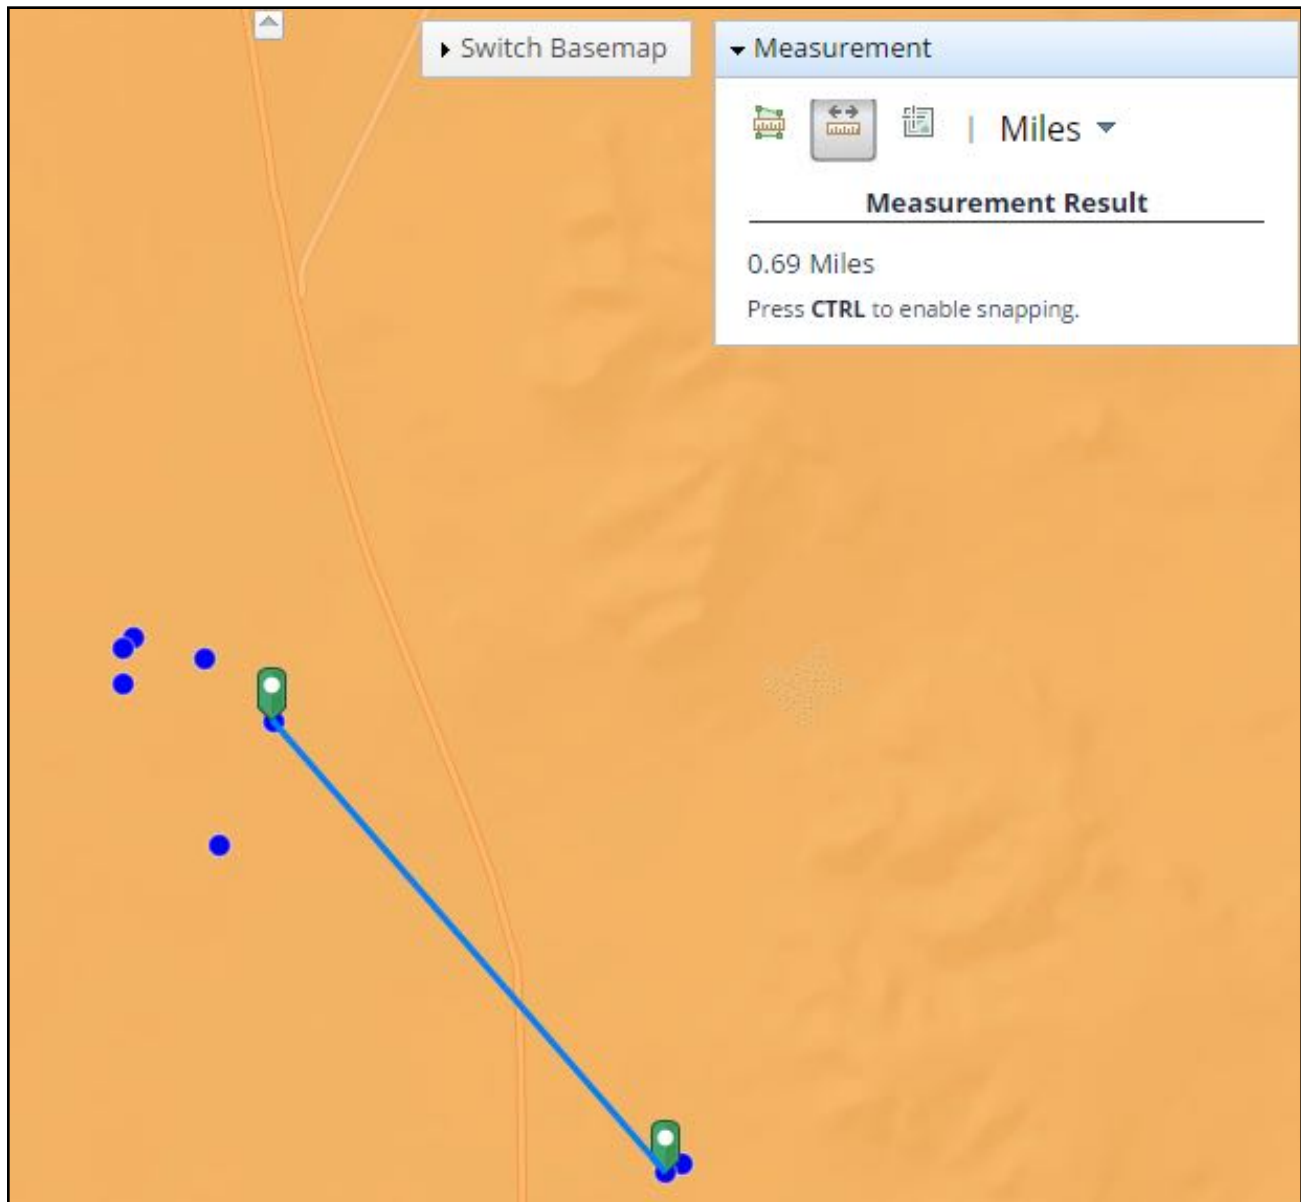 Switch Basemap
Measurement
| Miles
Measurement Result
0.69 Miles
Press CTRL to enable snapping.